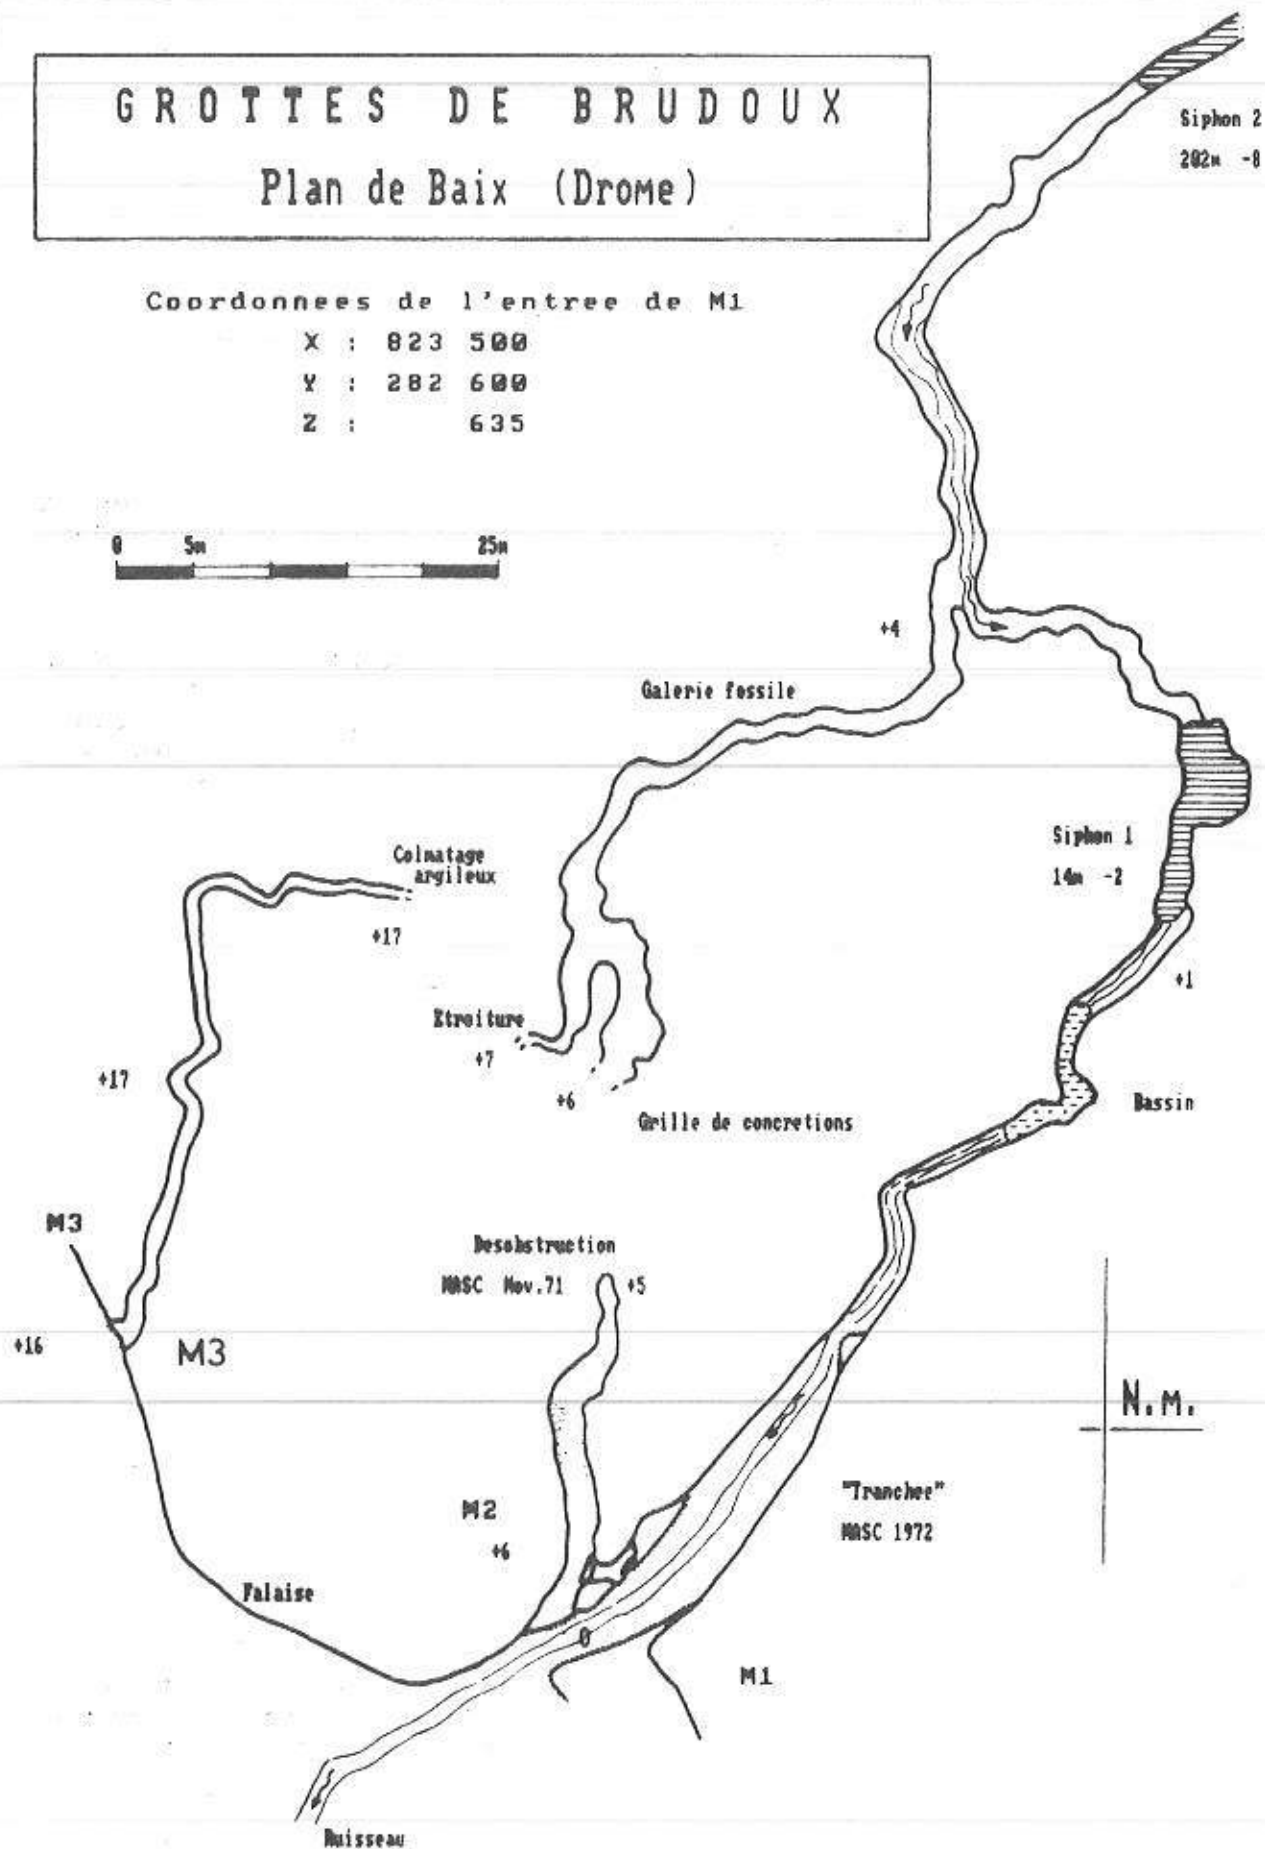 GROTTES DE BRUDOUX
Plan de Baix (Drome)
Siphon 2
202m -8
Coordonnees de l'entree de M1
X : 823 500
Y : 282 600
Z : 635
0 5m 25m
+4
Galerie fossile
Colmatage
argileux
+17
Siphon 1
14m -2
+1
Etroiture
+7
+17
+6
Bassin
Grille de concretions
M3
Desobstruction
MASC Nov.71 +5
+16
M3
N.M.
"Tranchee"
MASC 1972
M2
+6
Falaise
0
M1
Ruisseau